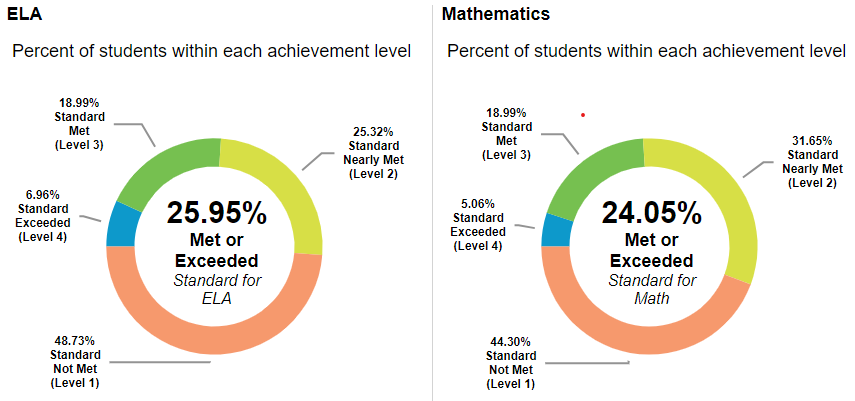 ELA
Percent of students within each achievement level
18.99%
Standard
Met
(Level 3)
25.32%
Standard
Nearly Met
(Level 2)
6.96%
Standard
Exceeded
(Level 4)
25.95%
Met or
Exceeded
Standard for
ELA
48.73%
Standard
Not Met
(Level 1)
Mathematics
Percent of students within each achievement level
18.99%
Standard
Met
(Level 3)
31.65%
Standard
Nearly Met
(Level 2)
5.06%
Standard
Exceeded
(Level 4)
24.05%
Met or
Exceeded
Standard for
Math
44.30%
Standard
Not Met
(Level 1)